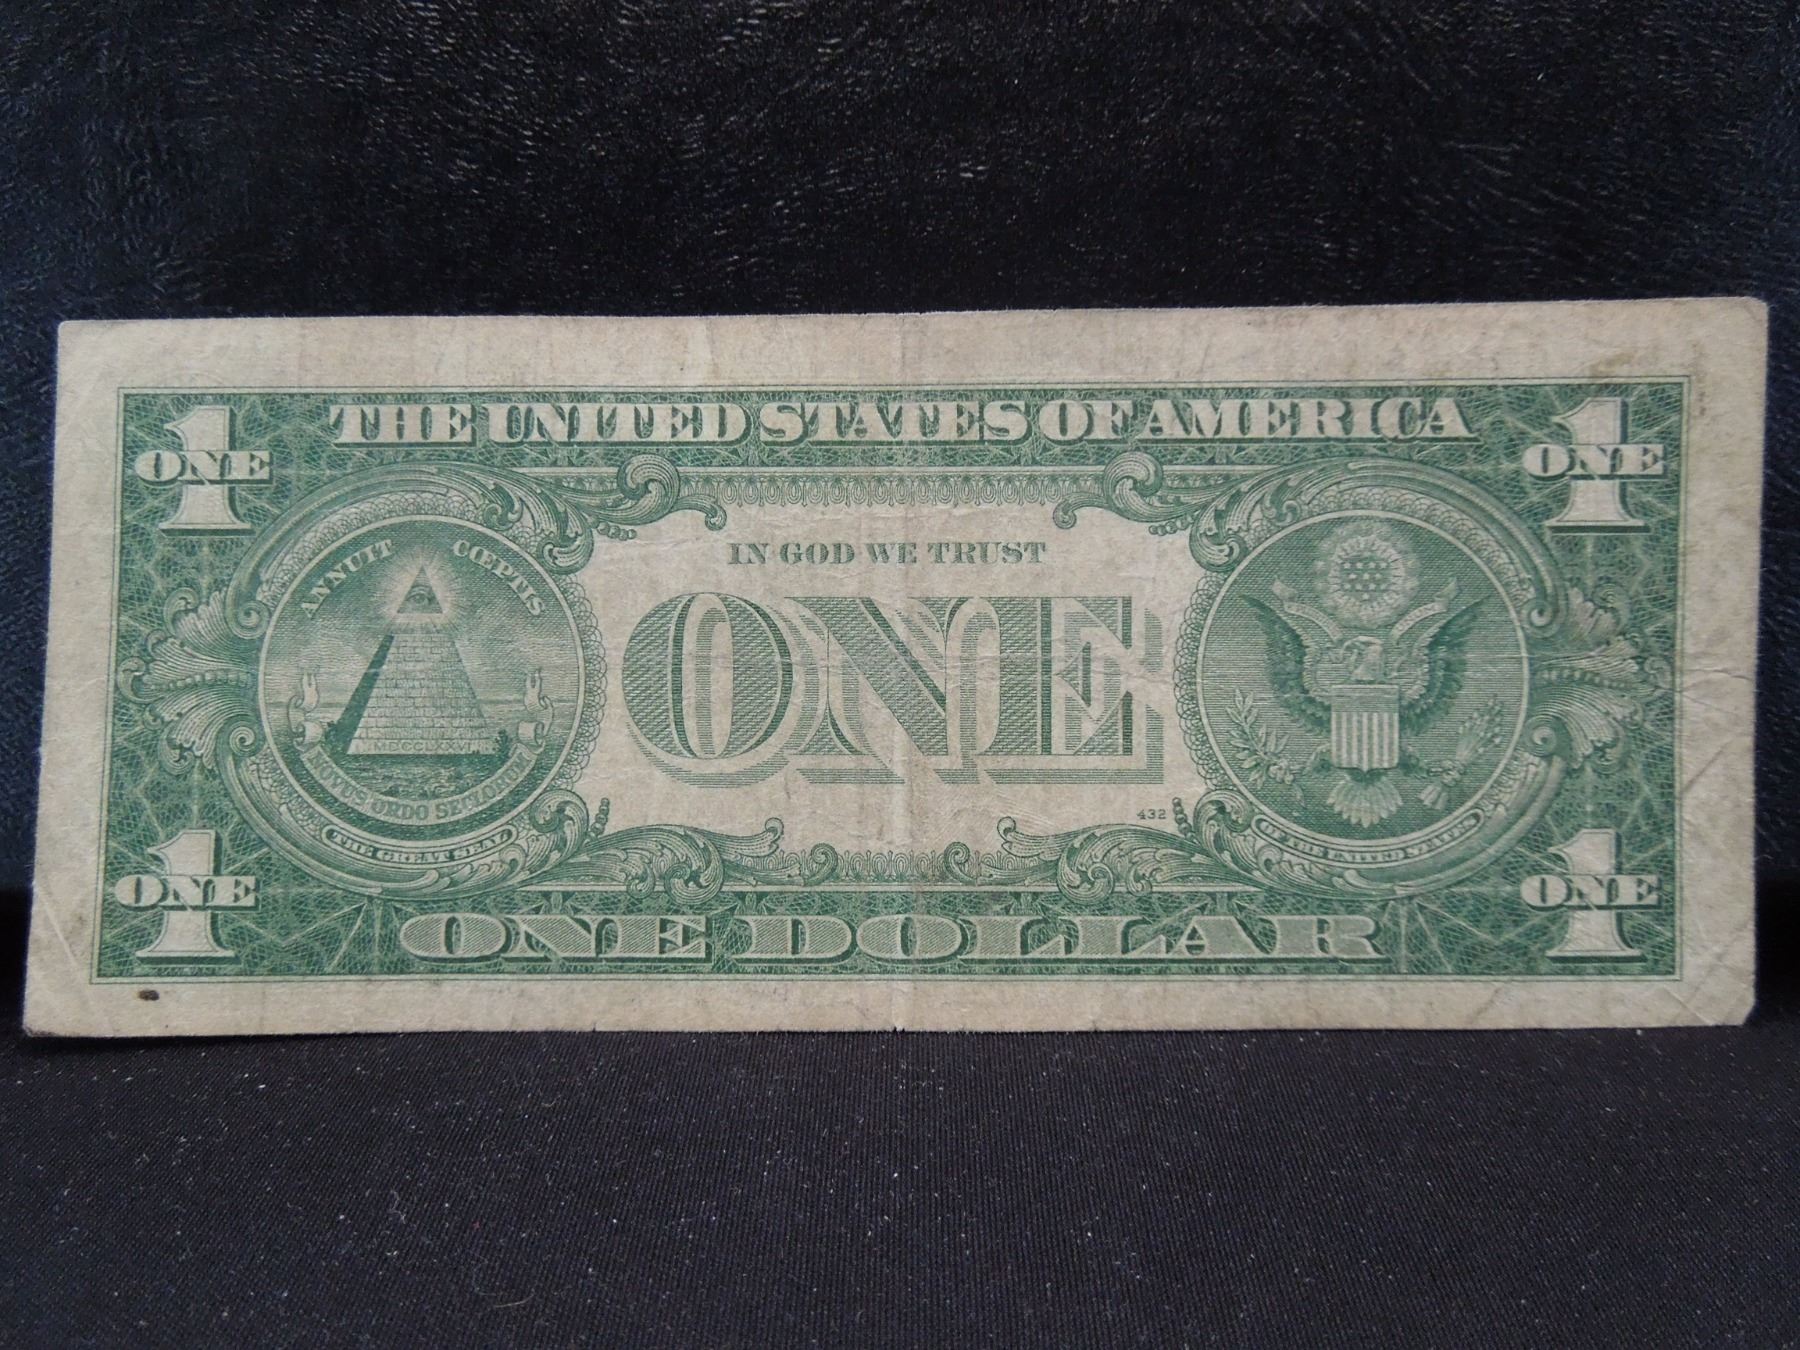 THE UNITED STATES OF AMERICA
1
ONE
1
ONE
ANNUIT CŒPTIS
IN GOD WE TRUST
ONE
MDCCLXXVI
NOVUS ORDO SECLORUM
THE GREAT SEAL
432
OF THE UNITED STATES
1
ONE
1
ONE
ONE DOLLAR